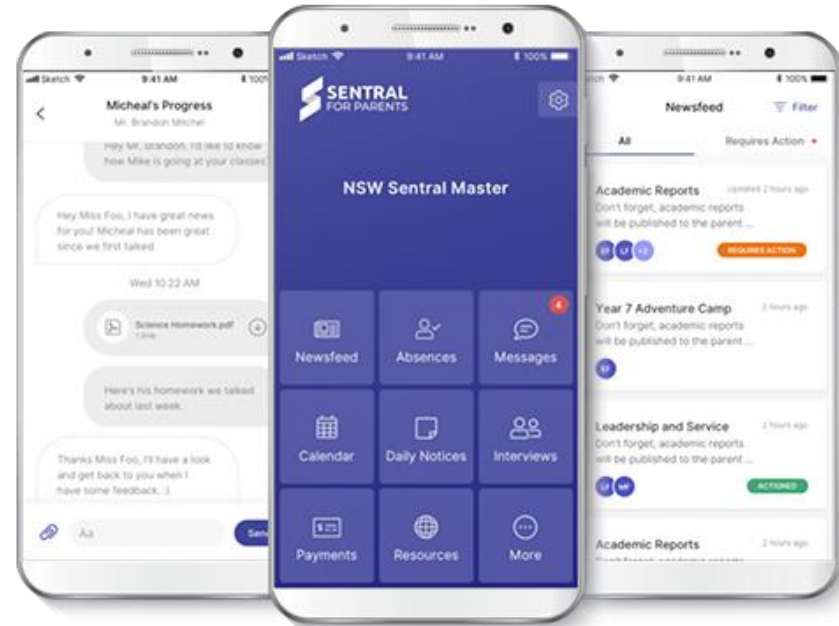 Sketch
9:41 AM
100%
Micheal's Progress
Mr. Brandon Mitchel
Hey Mr. Brandon, I'd like to know
how Mike is going at your classes?
Hey Miss Foo, I have great news
for you! Micheal has been great
since we first talked.
Wed 10:22 AM
Science Homework.pdf
Here's his homework we talked
about last week.
Thanks Miss Foo, I'll have a look
and get back to you when I
have some feedback. :)
Aa
Sketch
9:41 AM
100%
SENTRAL
FOR PARENTS
NSW Sentral Master
4
Newsfeed
Absences
Messages
Calendar
Daily Notices
Interviews
Payments
Resources
More
9:41 AM
100%
Newsfeed
Filter
All
Requires Action
Academic Reports
Updated 2 hours ago
Don't forget, academic reports
will be published to the parent ...
EF LF +2
REQUIRES ACTION
Year 7 Adventure Camp
Don't forget, academic reports
will be published to the parent ...
EF
Leadership and Service
2 hours ago
Don't forget, academic reports
will be published to the parent ...
LF MF
ACTIONED
Academic Reports
2 hours ago